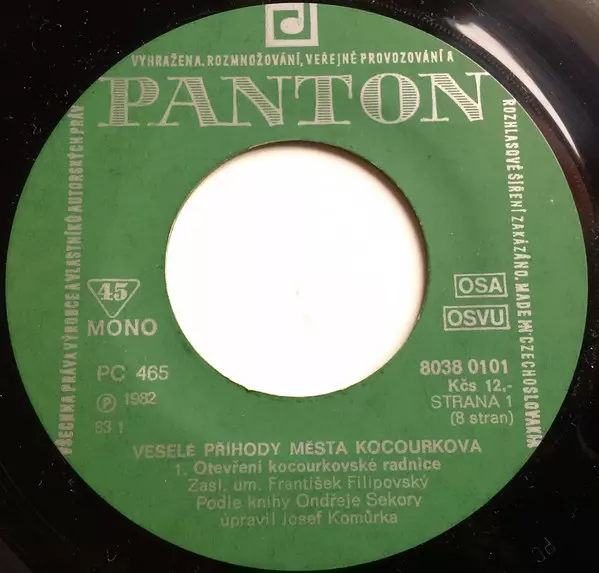 VŠECHNA PRÁVA VÝROBCE A VLASTNÍKŮ AUTORSKÝCH PRÁV
VYHRAŽENA. ROZMNOŽOVÁNÍ, VEŘEJNÉ PROVOZOVÁNÍ A
ROZHLASOVÉ ŠÍŘENÍ ZAKÁZÁNO, MADE IN CZECHOSLOVAKIA
PANTON
45
MONO
OSA
OSVU
PC 465
℗ 1982
83 1
8038 0101
Kčs 12.-
STRANA 1
(8 stran)
VESELÉ PŘÍHODY MĚSTA KOCOURKOVA
1. Otevření kocourkovské radnice
Zasl. um. František Filipovský
Podle knihy Ondřeje Sekory
upravil Josef Komůrka